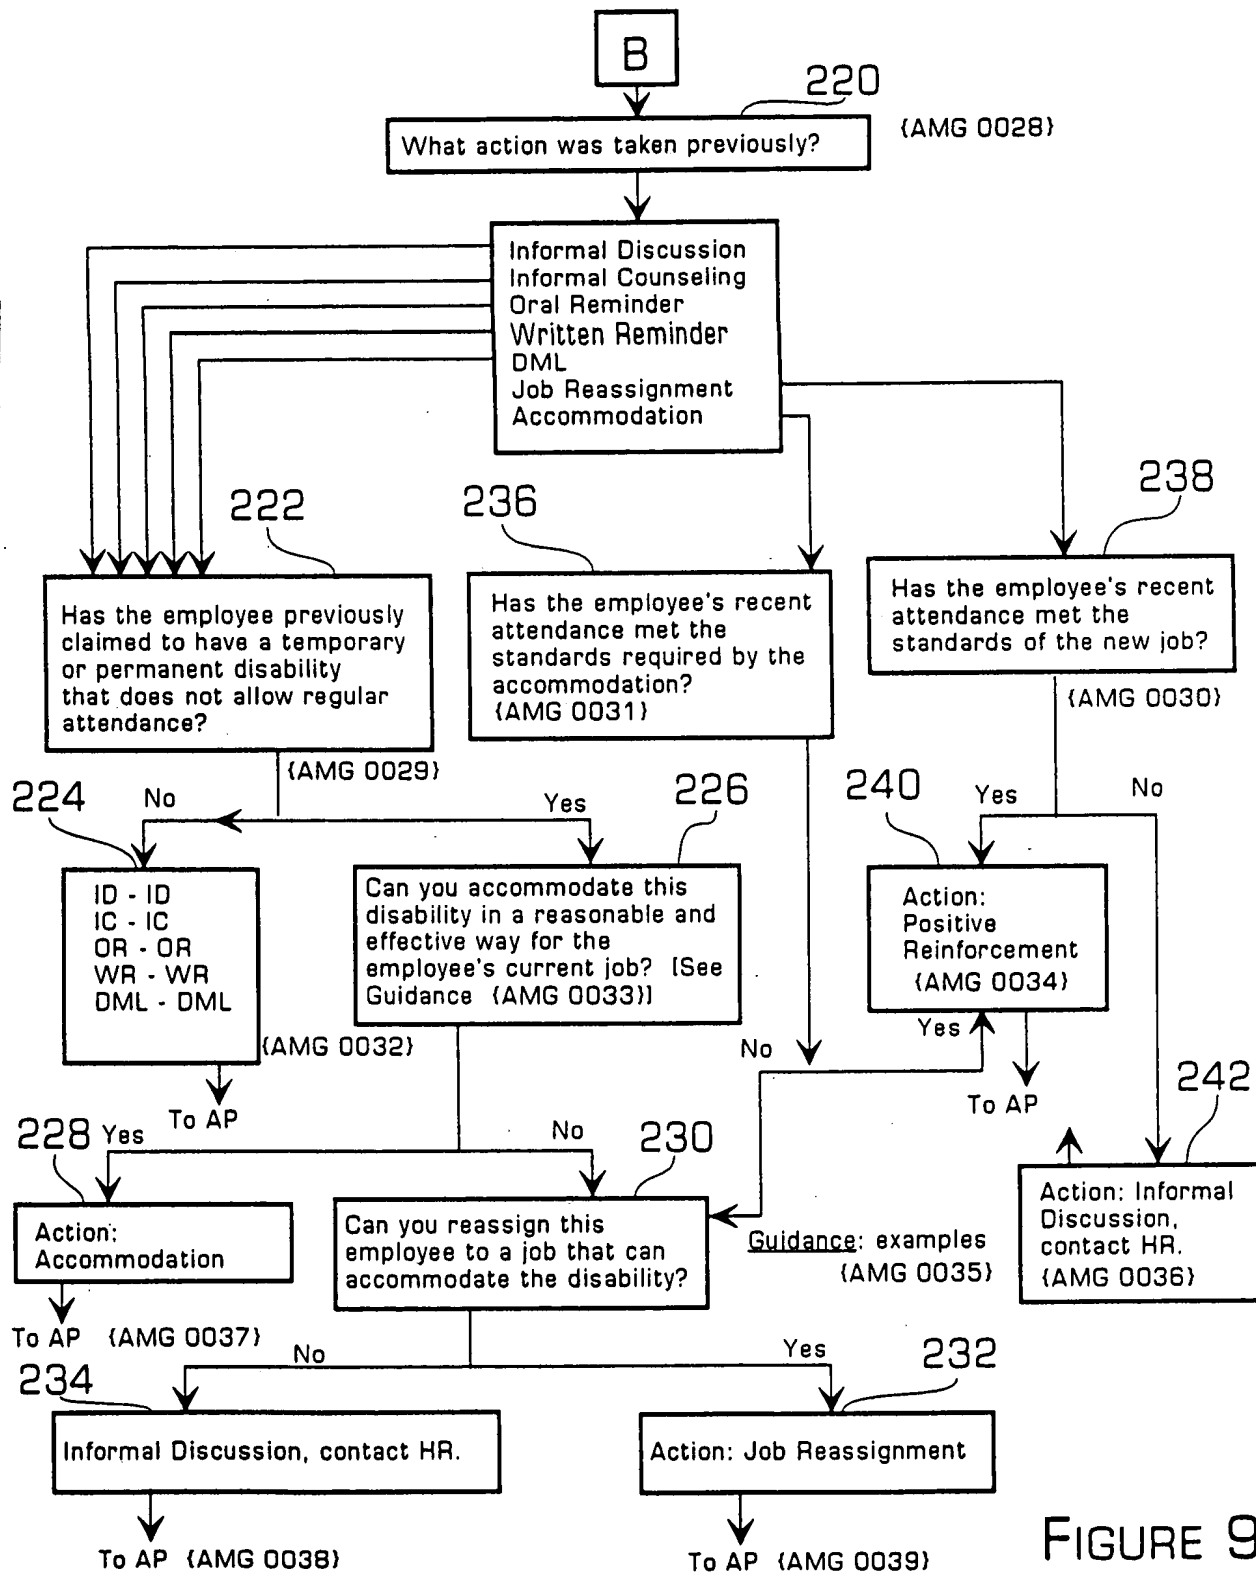 B
220
What action was taken previously?
{AMG 0028}
Informal Discussion
Informal Counseling
Oral Reminder
Written Reminder
DML
Job Reassignment
Accommodation
222
236
238
Has the employee previously
claimed to have a temporary
or permanent disability
that does not allow regular
attendance?
{AMG 0029}
Has the employee's recent
attendance met the
standards required by the
accommodation?
{AMG 0031}
Has the employee's recent
attendance met the
standards of the new job?
{AMG 0030}
224
No
Yes
226
240
Yes
No
ID - ID
IC - IC
OR - OR
WR - WR
DML - DML
{AMG 0032}
To AP
Can you accommodate this
disability in a reasonable and
effective way for the
employee's current job? [See
Guidance {AMG 0033}]
Action:
Positive
Reinforcement
{AMG 0034}
No
Yes
To AP
242
228
Yes
No
230
Action:
Accommodation
To AP {AMG 0037}
Can you reassign this
employee to a job that can
accommodate the disability?
Guidance: examples
{AMG 0035}
Action: Informal
Discussion,
contact HR.
{AMG 0036}
234
No
Yes
232
Informal Discussion, contact HR.
Action: Job Reassignment
To AP {AMG 0038}
To AP {AMG 0039}
FIGURE 9